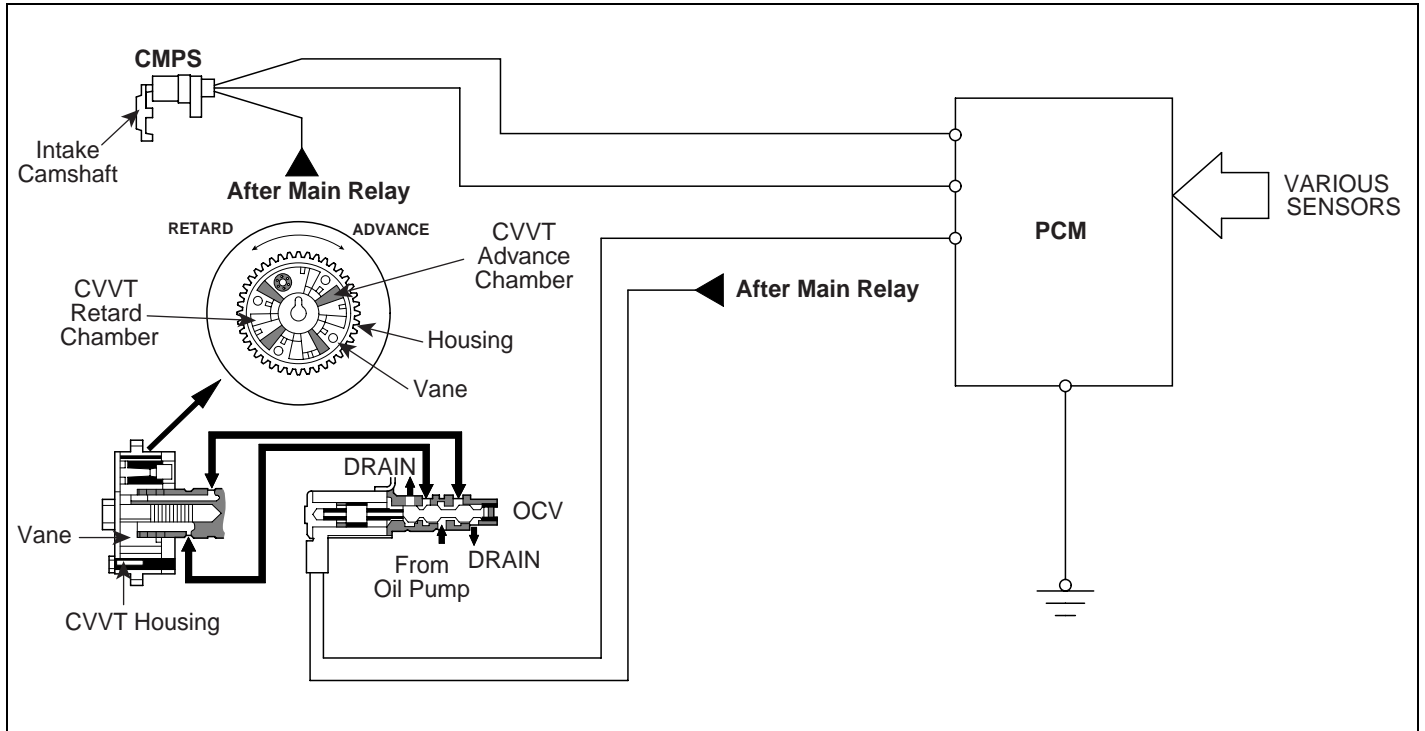 CMPS
Intake
Camshaft
After Main Relay
RETARD
ADVANCE
CVVT
Advance
Chamber
CVVT
Retard
Chamber
Housing
Vane
PCM
VARIOUS
SENSORS
After Main Relay
DRAIN
OCV
Vane
From
Oil Pump
DRAIN
CVVT Housing